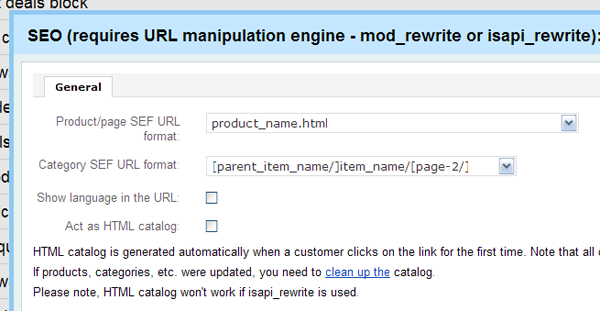 deals block
SEO (requires URL manipulation engine - mod_rewrite or isapi_rewrite):
General
Product/page SEF URL
format:
product_name.html
Category SEF URL format:
[parent_item_name/]item_name/[page-2/]
Show language in the URL:
Act as HTML catalog:
HTML catalog is generated automatically when a customer clicks on the link for the first time. Note that all
If products, categories, etc. were updated, you need to clean up the catalog.
Please note, HTML catalog won't work if isapi_rewrite is used.